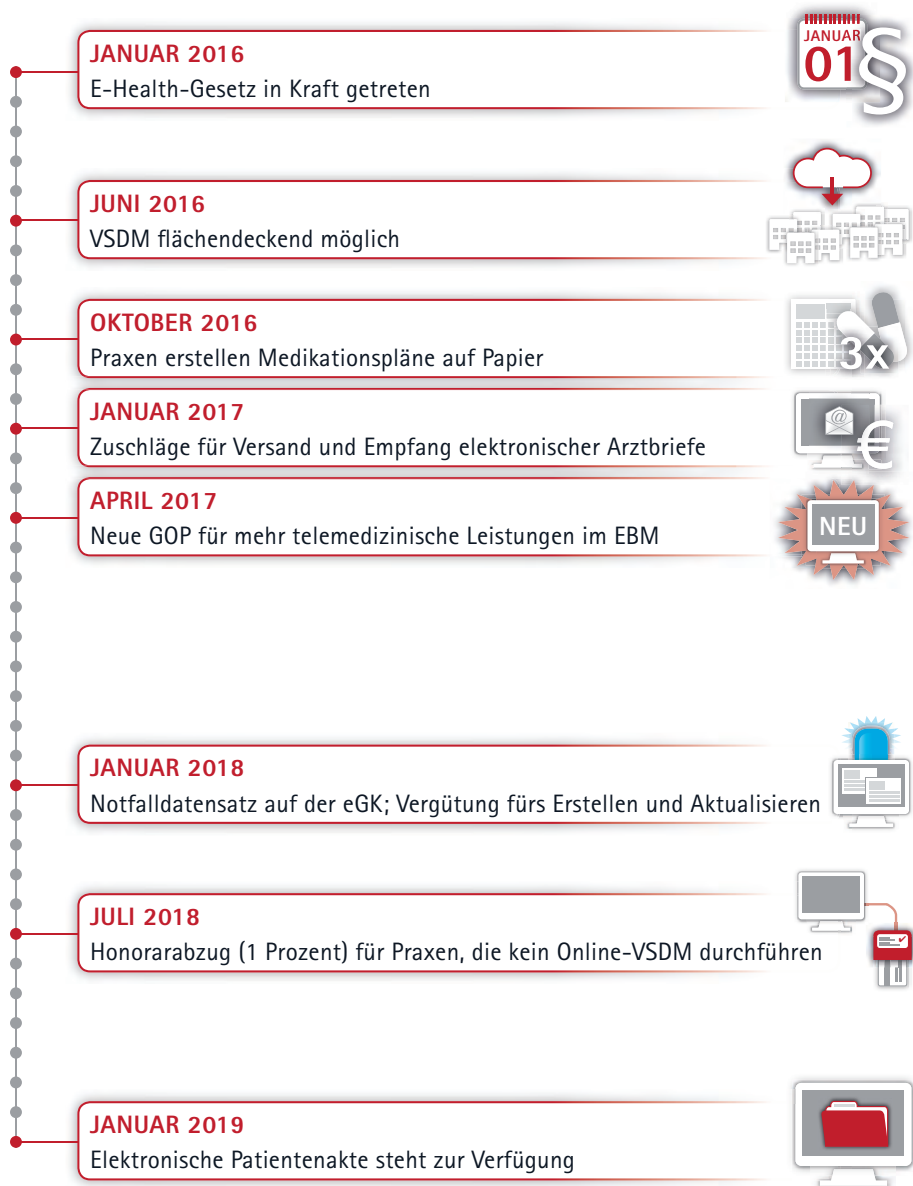 JANUAR 2016
E-Health-Gesetz in Kraft getreten
JANUAR
01
§
JUNI 2016
VSDM flächendeckend möglich
OKTOBER 2016
Praxen erstellen Medikationspläne auf Papier
3x
JANUAR 2017
Zuschläge für Versand und Empfang elektronischer Arztbriefe
@
€
APRIL 2017
Neue GOP für mehr telemedizinische Leistungen im EBM
NEU
JANUAR 2018
Notfalldatensatz auf der eGK; Vergütung fürs Erstellen und Aktualisieren
JULI 2018
Honorarabzug (1 Prozent) für Praxen, die kein Online-VSDM durchführen
JANUAR 2019
Elektronische Patientenakte steht zur Verfügung